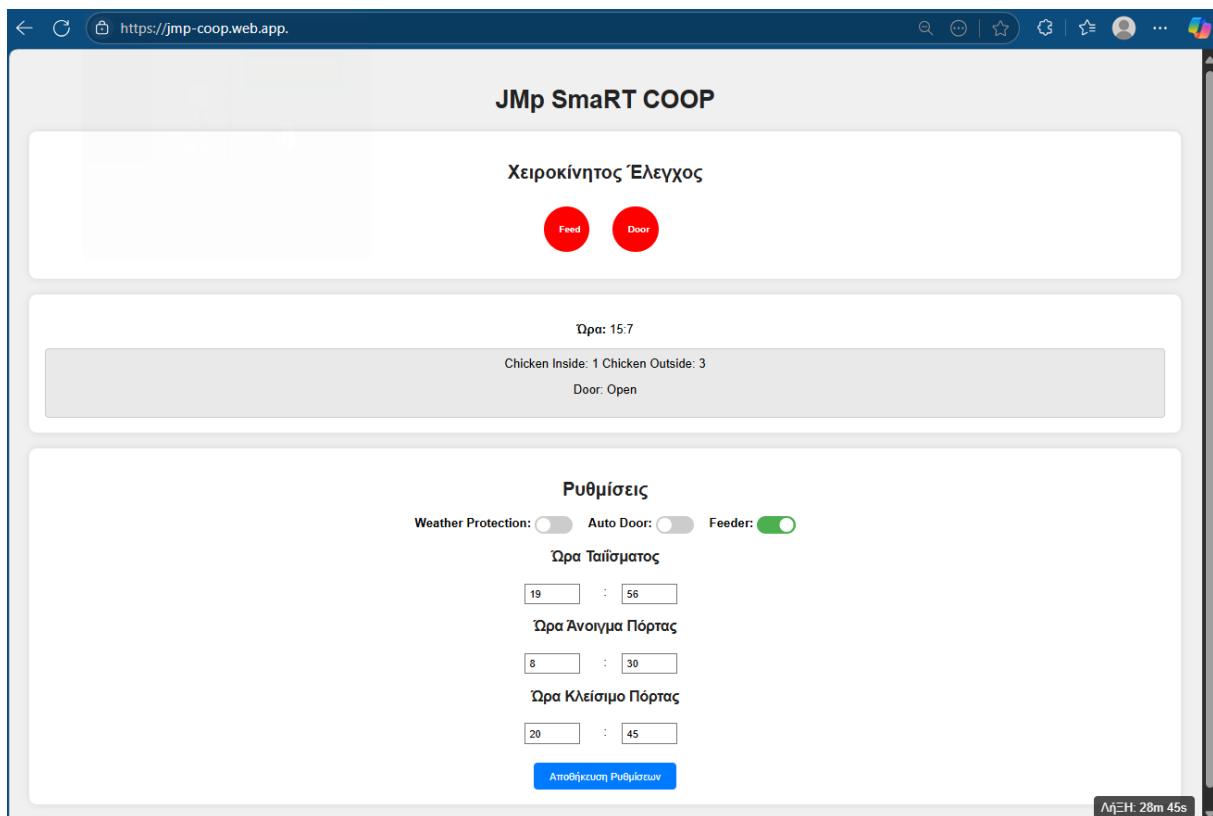 https://jmp-coop.web.app.
JMp SmaRT COOP
Χειροκίνητος Έλεγχος
Feed Door
Ώρα: 15:7
Chicken Inside: 1 Chicken Outside: 3
Door: Open
Ρυθμίσεις
Weather Protection: Auto Door: Feeder:
Ώρα Ταΐσματος
19 : 56
Ώρα Άνοιγμα Πόρτας
8 : 30
Ώρα Κλείσιμο Πόρτας
20 : 45
Αποθήκευση Ρυθμίσεων
ΛήΞΗ: 28m 45s